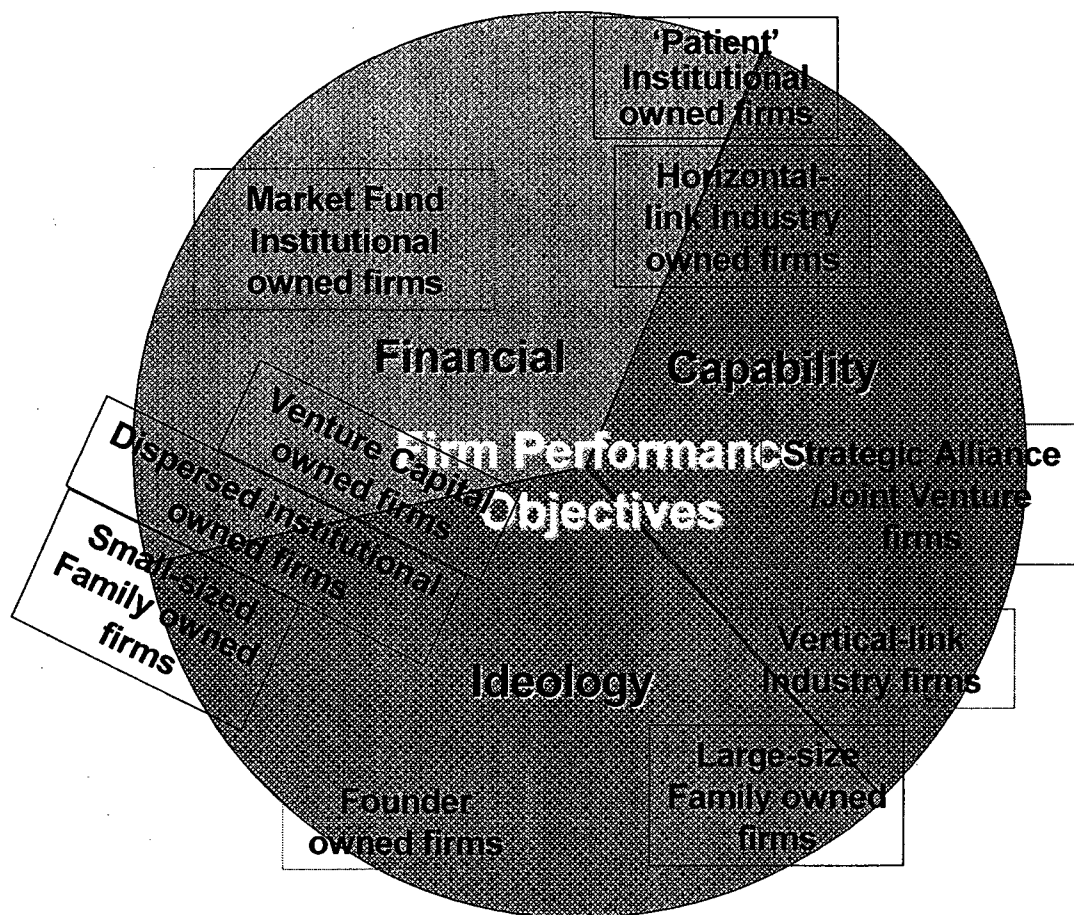 ‘Patient’
Institutional
owned firms
Horizontal-
link Industry
owned firms
Market Fund
Institutional
owned firms
Financial
Capability
Venture Capital
owned firms
Firm Performance
Objectives
Strategic Alliance
/Joint Venture
firms
Dispersed institutional
owned firms
Small-sized
Family owned
firms
Vertical-link
Industry firms
Ideology
Large-size
Family owned
firms
Founder
owned firms